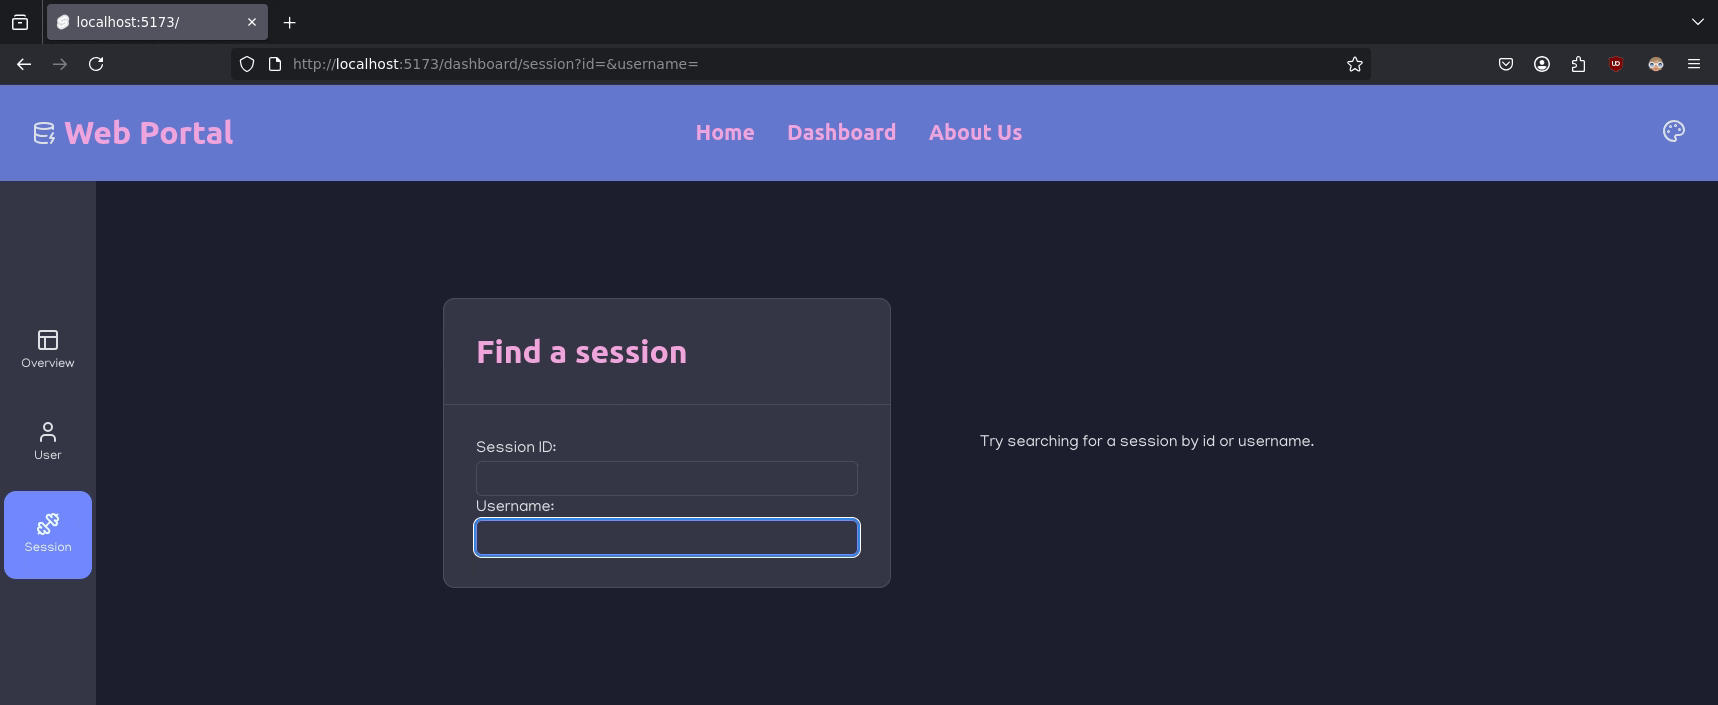 localhost:5173/
http://localhost:5173/dashboard/session?id=&username=
Web Portal
Home Dashboard About Us
Overview
User
Session
Find a session
Session ID:
Username:
Try searching for a session by id or username.